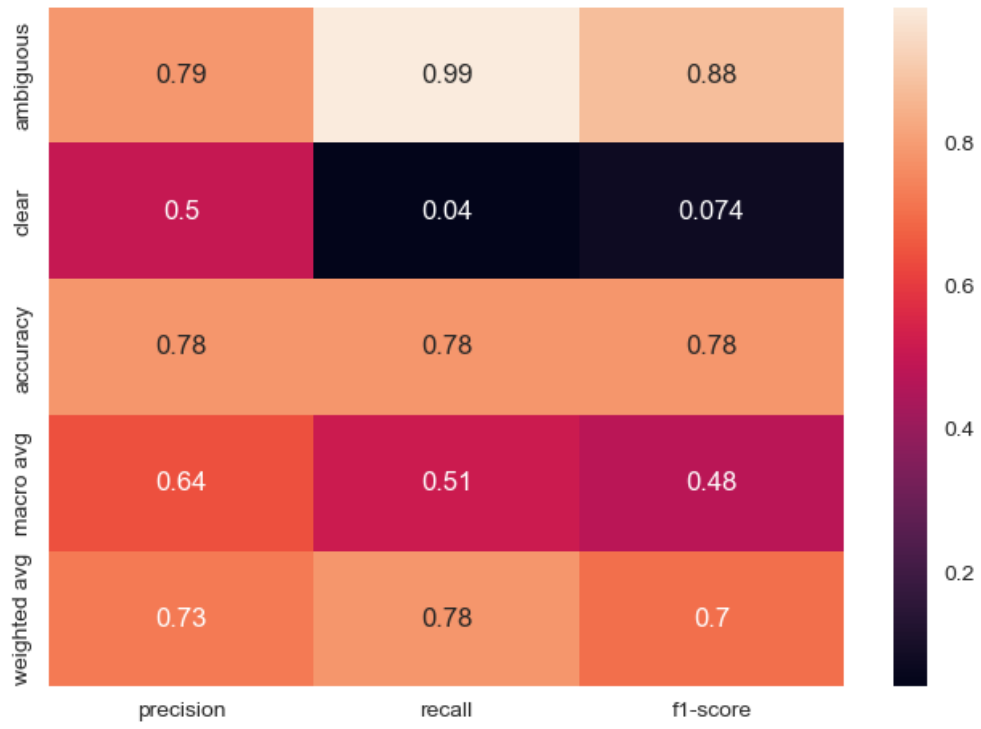 ambiguous 0.79 0.99 0.88
clear 0.5 0.04 0.074
accuracy 0.78 0.78 0.78
macro avg 0.64 0.51 0.48
weighted avg 0.73 0.78 0.7
precision recall f1-score
0.8
0.6
0.4
0.2